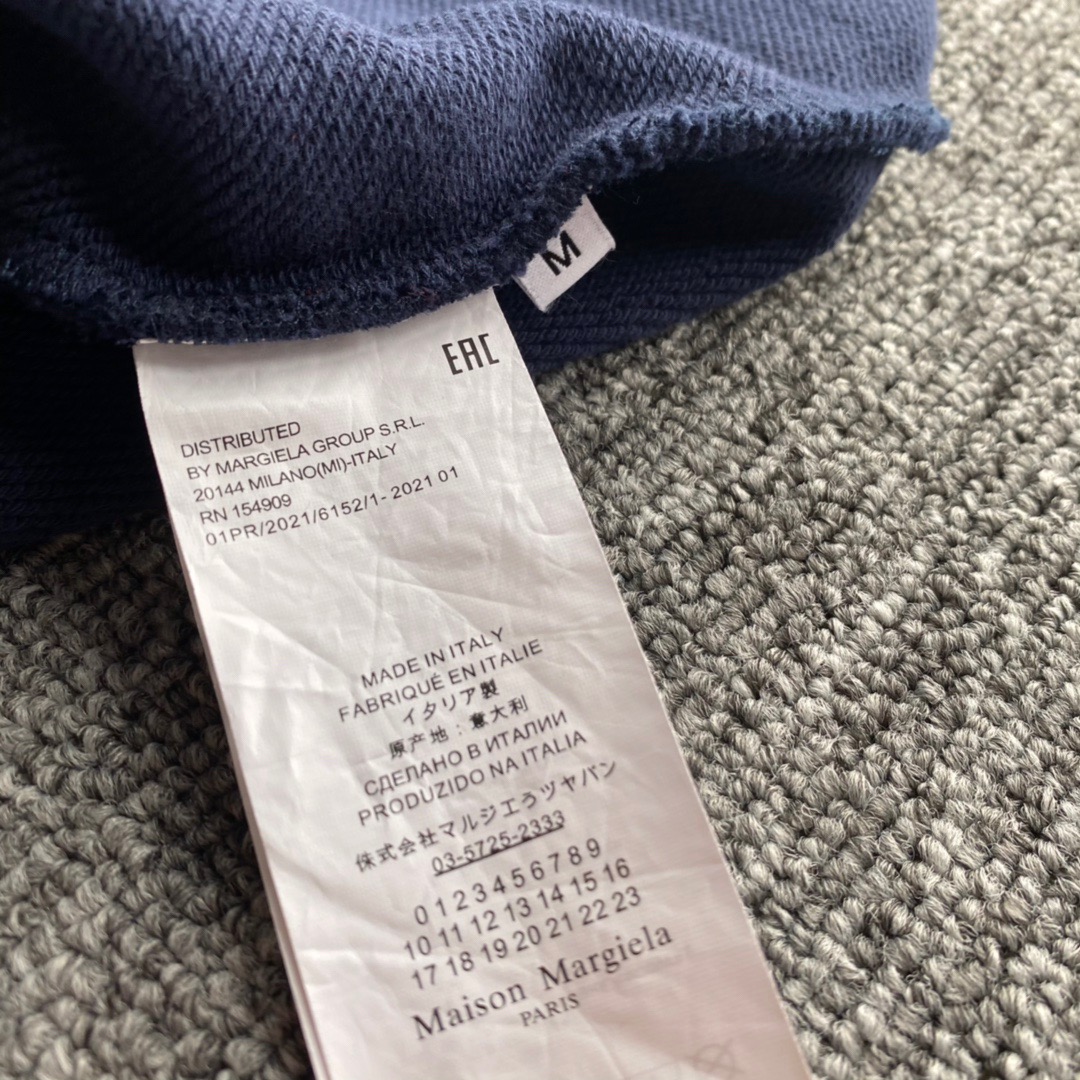 M
EAC
DISTRIBUTED
BY MARGIELA GROUP S.R.L.
20144 MILANO(MI)-ITALY
RN 154909
01PR/2021/6152/1- 2021 01
MADE IN ITALY
FABRIQUÉ EN ITALIE
イタリア製
原产地：意大利
СДЕЛАНО В ИТАЛИИ
PRODUZIDO NA ITALIA
株式会社マルジエうツヤパン
03-5725-2333
0 1 2 3 4 5 6 7 8 9
10 11 12 13 14 15 16
17 18 19 20 21 22 23
Maison Margiela
PARIS